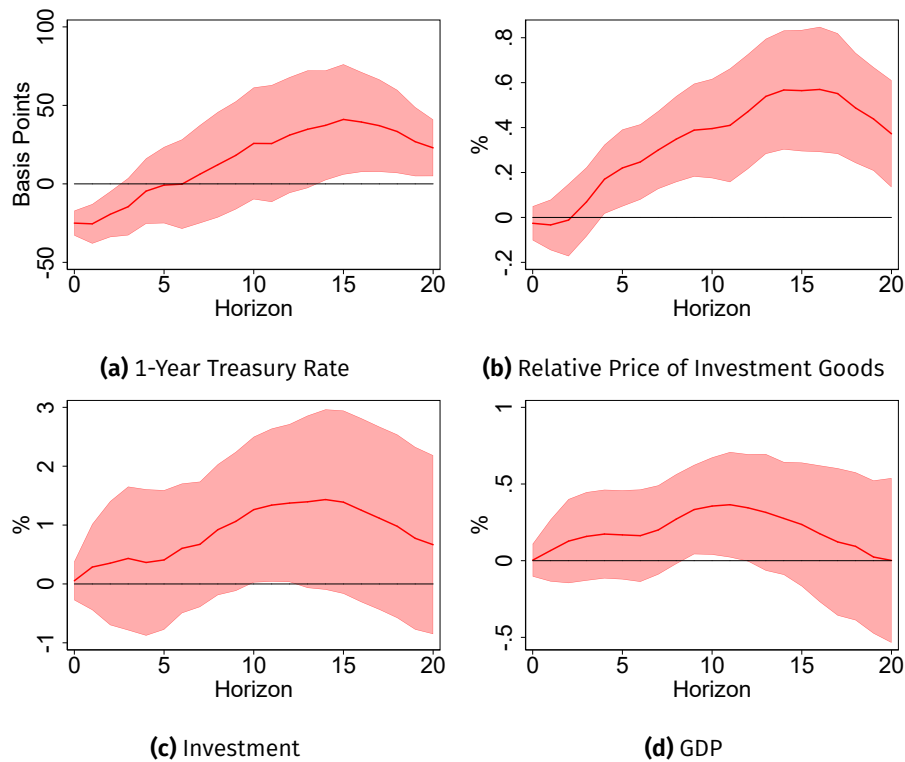 Basis Points
100
50
0
-50
0 5 10 15 20
Horizon
(a) 1-Year Treasury Rate
%
.8
.6
.4
.2
0
-.2
0 5 10 15 20
Horizon
(b) Relative Price of Investment Goods
%
3
2
1
0
-1
0 5 10 15 20
Horizon
(c) Investment
%
1
.5
0
-.5
0 5 10 15 20
Horizon
(d) GDP